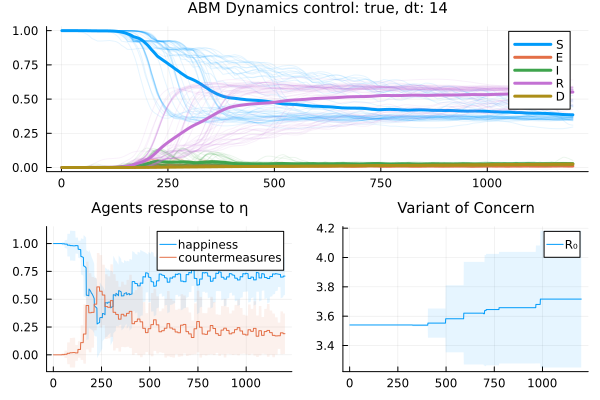 ABM Dynamics control: true, dt: 14
1.00
0.75
0.50
0.25
0.00
S
E
I
R
D
0 250 500 750 1000
Agents response to η
1.00
0.75
0.50
0.25
0.00
happiness
countermeasures
0 250 500 750 1000
Variant of Concern
4.2
4.0
3.8
3.6
3.4
R₀
0 250 500 750 1000